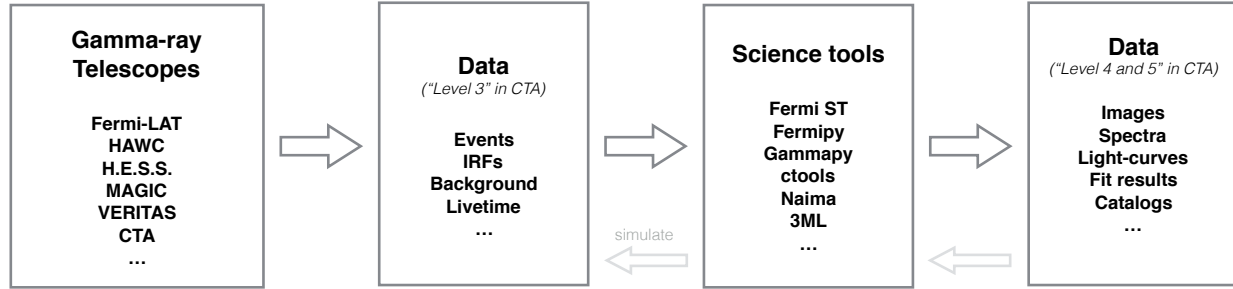 Gamma-ray
Telescopes
Fermi-LAT
HAWC
H.E.S.S.
MAGIC
VERITAS
CTA
...
Data
("Level 3" in CTA)
Events
IRFs
Background
Livetime
...
simulate
Science tools
Fermi ST
Fermipy
Gammapy
ctools
Naima
3ML
...
Data
("Level 4 and 5" in CTA)
Images
Spectra
Light-curves
Fit results
Catalogs
...